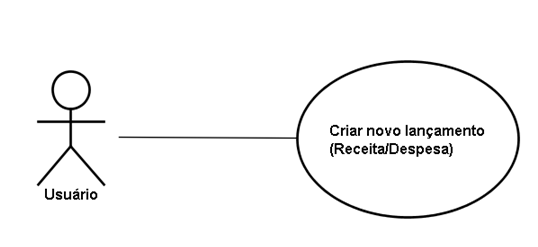 Criar novo lançamento
(Receita/Despesa)
Usuário